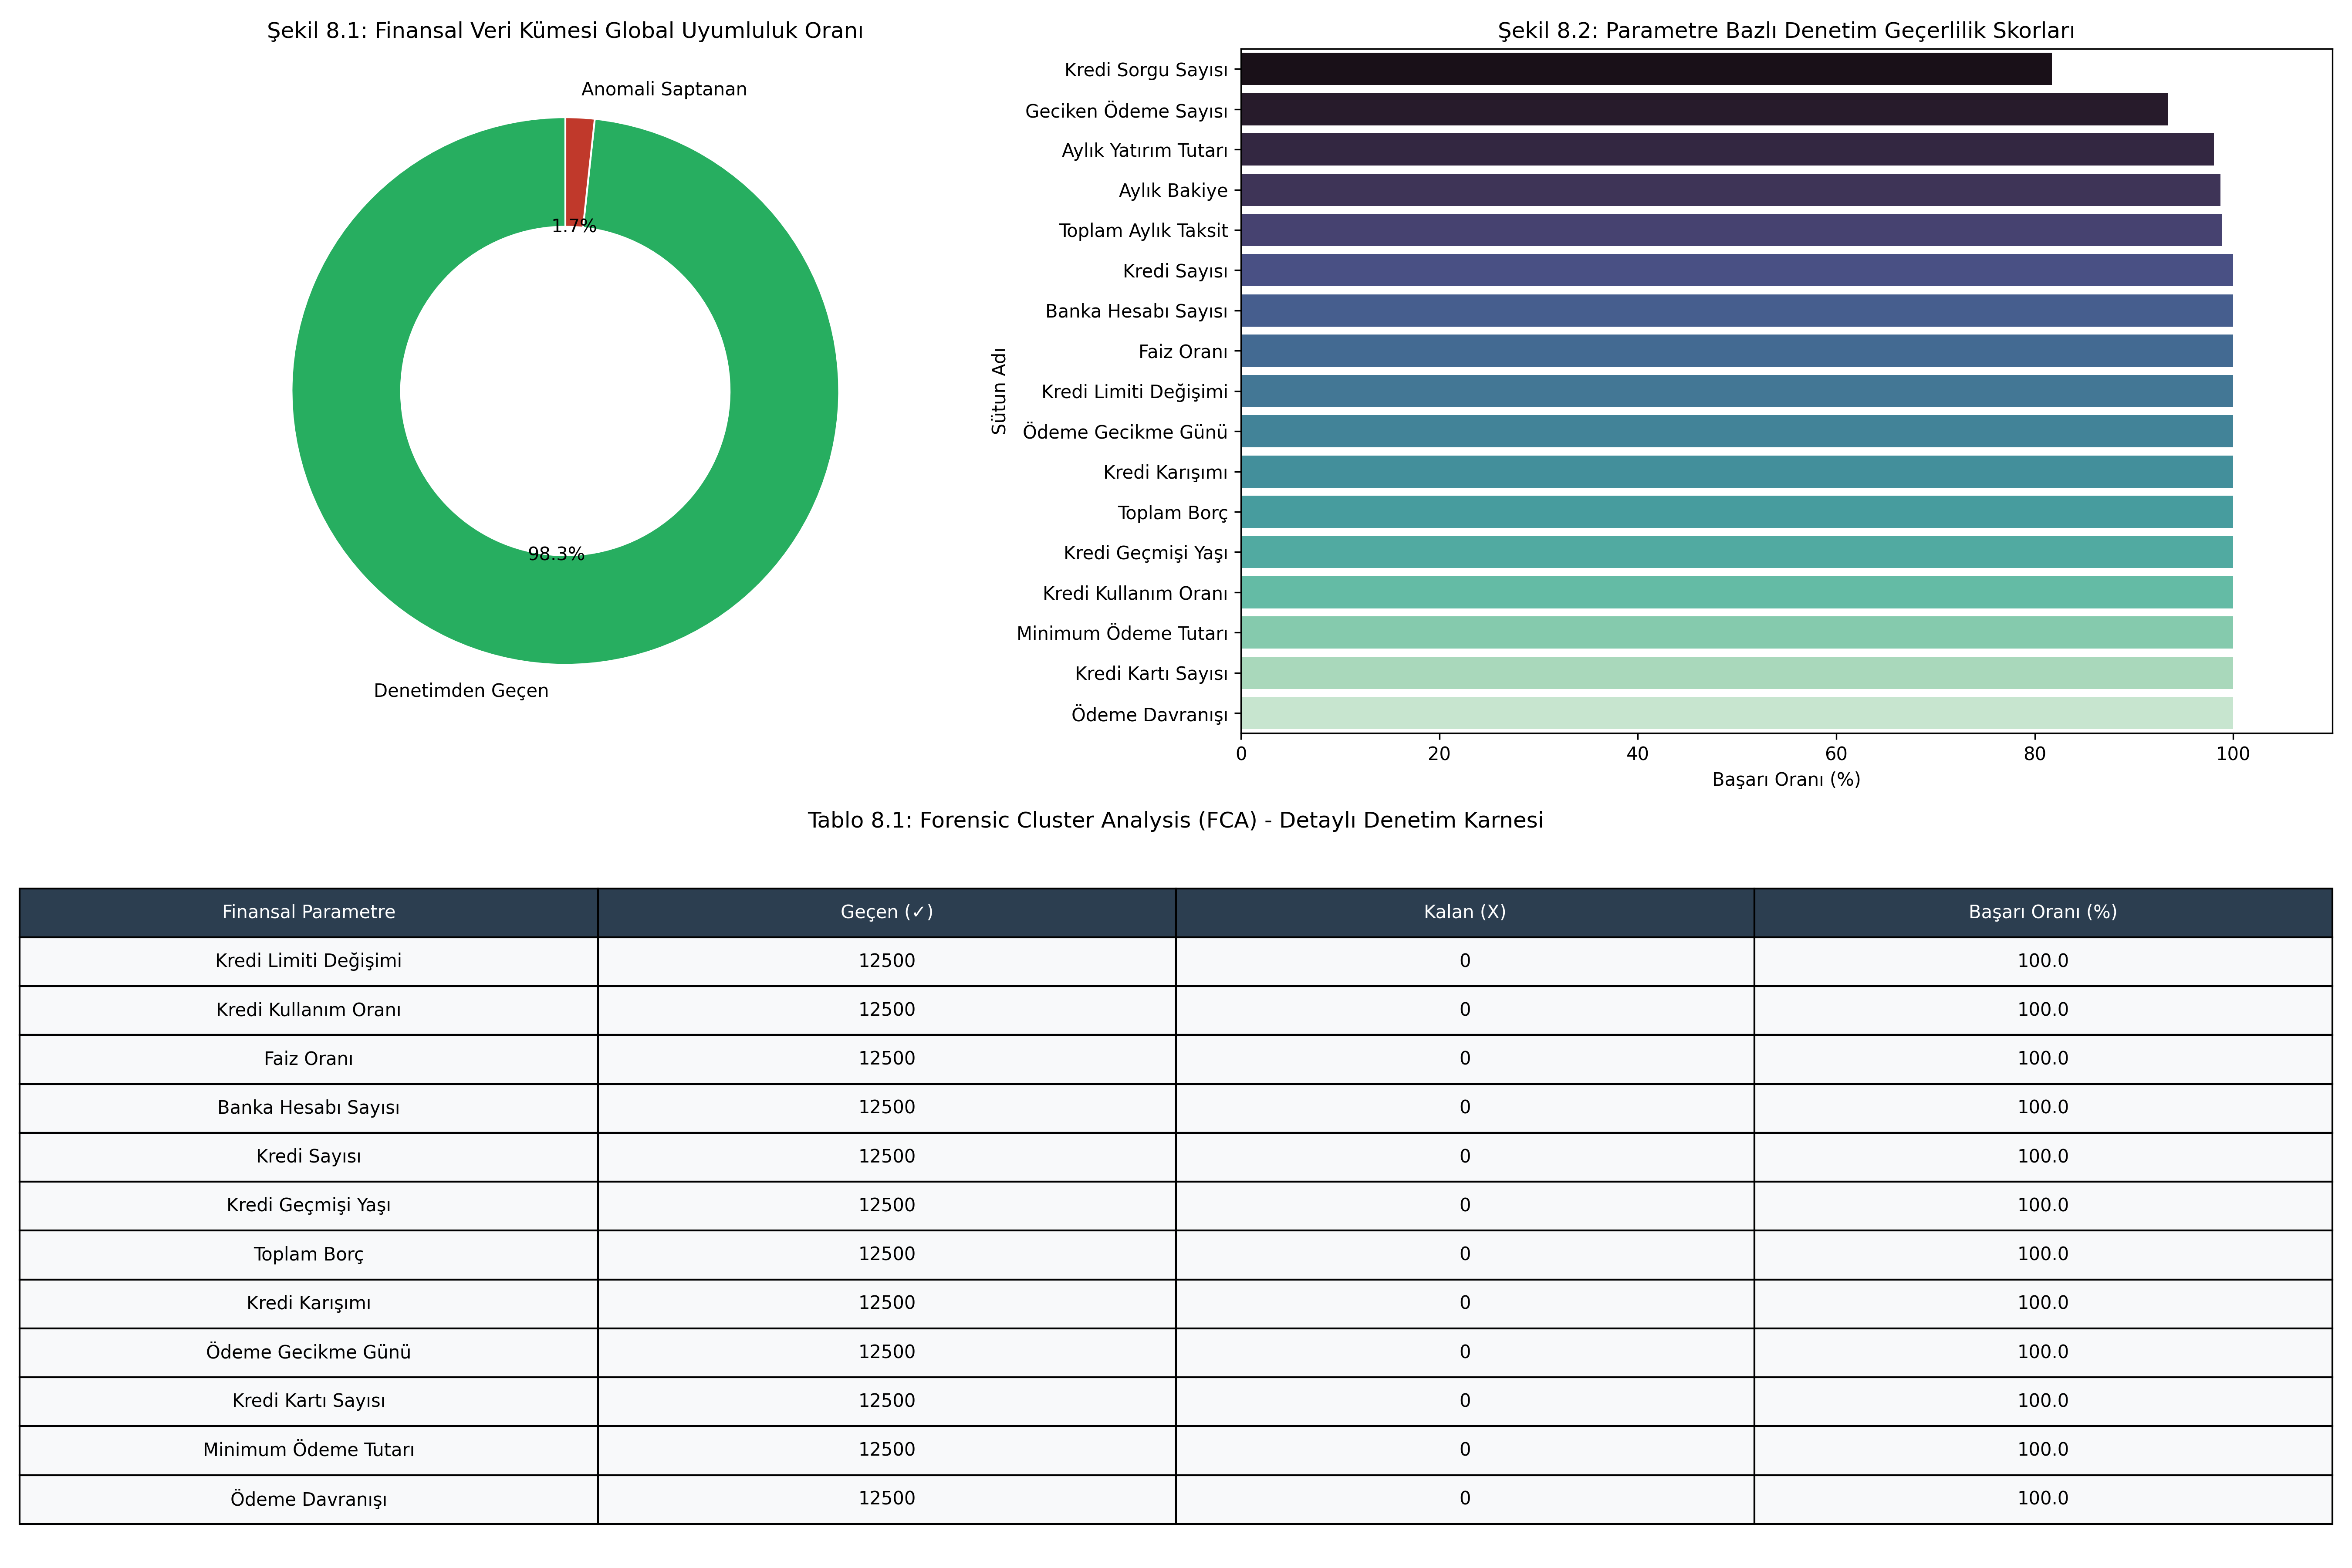 Şekil 8.1: Finansal Veri Kümesi Global Uyumluluk Oranı
Anomali Saptanan
1.7%
98.3%
Denetimden Geçen
Şekil 8.2: Parametre Bazlı Denetim Geçerlilik Skorları
Sütun Adı
Kredi Sorgu Sayısı
Geciken Ödeme Sayısı
Aylık Yatırım Tutarı
Aylık Bakiye
Toplam Aylık Taksit
Kredi Sayısı
Banka Hesabı Sayısı
Faiz Oranı
Kredi Limiti Değişimi
Ödeme Gecikme Günü
Kredi Karışımı
Toplam Borç
Kredi Geçmişi Yaşı
Kredi Kullanım Oranı
Minimum Ödeme Tutarı
Kredi Kartı Sayısı
Ödeme Davranışı
0 20 40 60 80 100
Başarı Oranı (%)
Tablo 8.1: Forensic Cluster Analysis (FCA) - Detaylı Denetim Karnesi
Finansal Parametre Geçen (✓) Kalan (X) Başarı Oranı (%)
Kredi Limiti Değişimi 12500 0 100.0
Kredi Kullanım Oranı 12500 0 100.0
Faiz Oranı 12500 0 100.0
Banka Hesabı Sayısı 12500 0 100.0
Kredi Sayısı 12500 0 100.0
Kredi Geçmişi Yaşı 12500 0 100.0
Toplam Borç 12500 0 100.0
Kredi Karışımı 12500 0 100.0
Ödeme Gecikme Günü 12500 0 100.0
Kredi Kartı Sayısı 12500 0 100.0
Minimum Ödeme Tutarı 12500 0 100.0
Ödeme Davranışı 12500 0 100.0